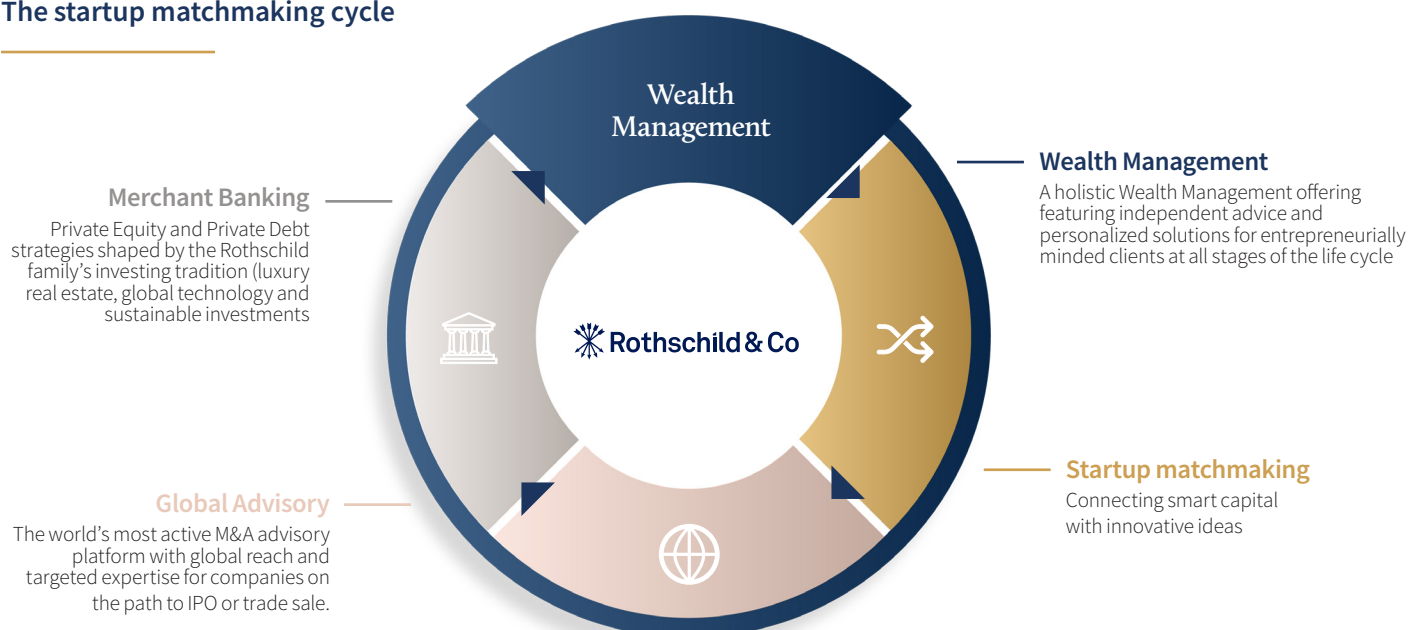 The startup matchmaking cycle
Wealth
Management
Wealth Management
A holistic Wealth Management offering
featuring independent advice and
personalized solutions for entrepreneurially
minded clients at all stages of the life cycle
Merchant Banking
Private Equity and Private Debt
strategies shaped by the Rothschild
family’s investing tradition (luxury
real estate, global technology and
sustainable investments
Rothschild & Co
Startup matchmaking
Connecting smart capital
with innovative ideas
Global Advisory
The world’s most active M&A advisory
platform with global reach and
targeted expertise for companies on
the path to IPO or trade sale.